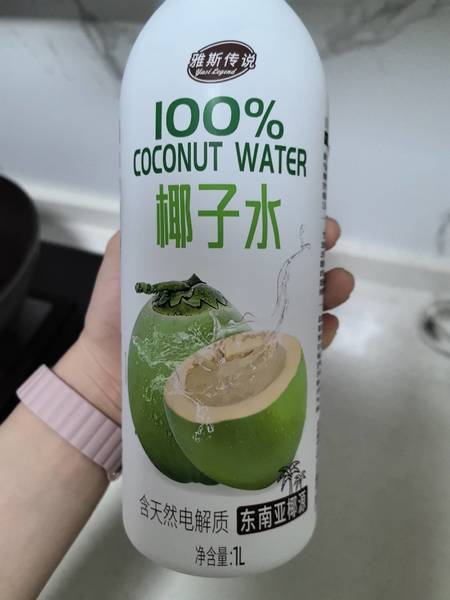 雅斯传说
Yasi Legend
100%
COCONUT WATER
椰子水
含天然电解质
东南亚椰源
净含量:1L